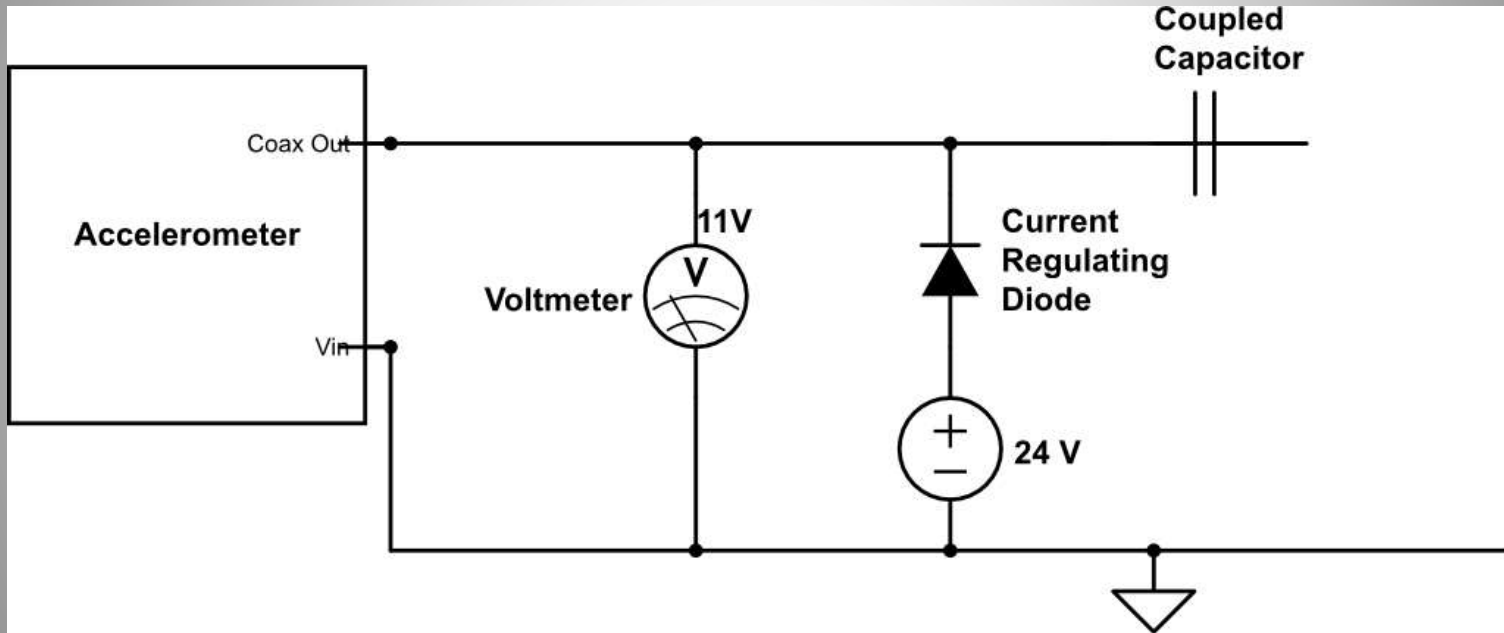 Coupled
Capacitor
Coax Out
Accelerometer
11V
Current
Regulating
Diode
V
Voltmeter
Vin
+
−
24 V